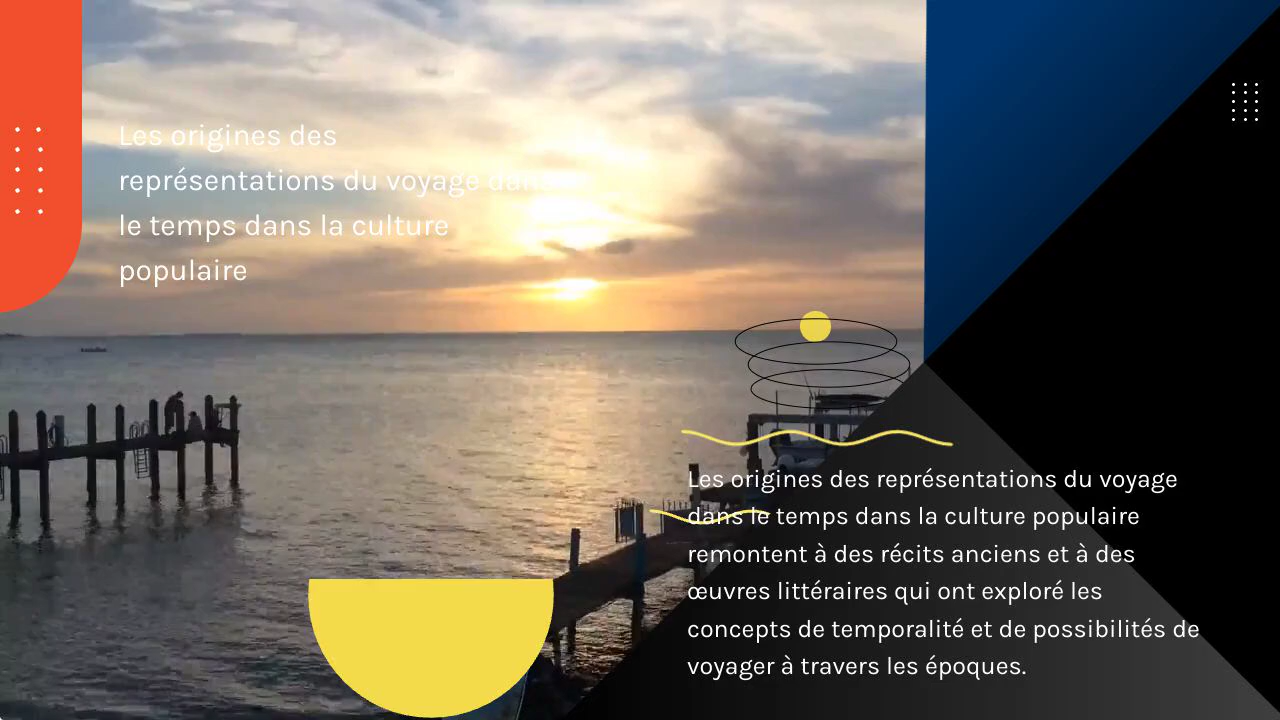 Les origines des
représentations du voyage dans
le temps dans la culture
populaire
Les origines des représentations du voyage
dans le temps dans la culture populaire
remontent à des récits anciens et à des
œuvres littéraires qui ont exploré les
concepts de temporalité et de possibilités de
voyager à travers les époques.